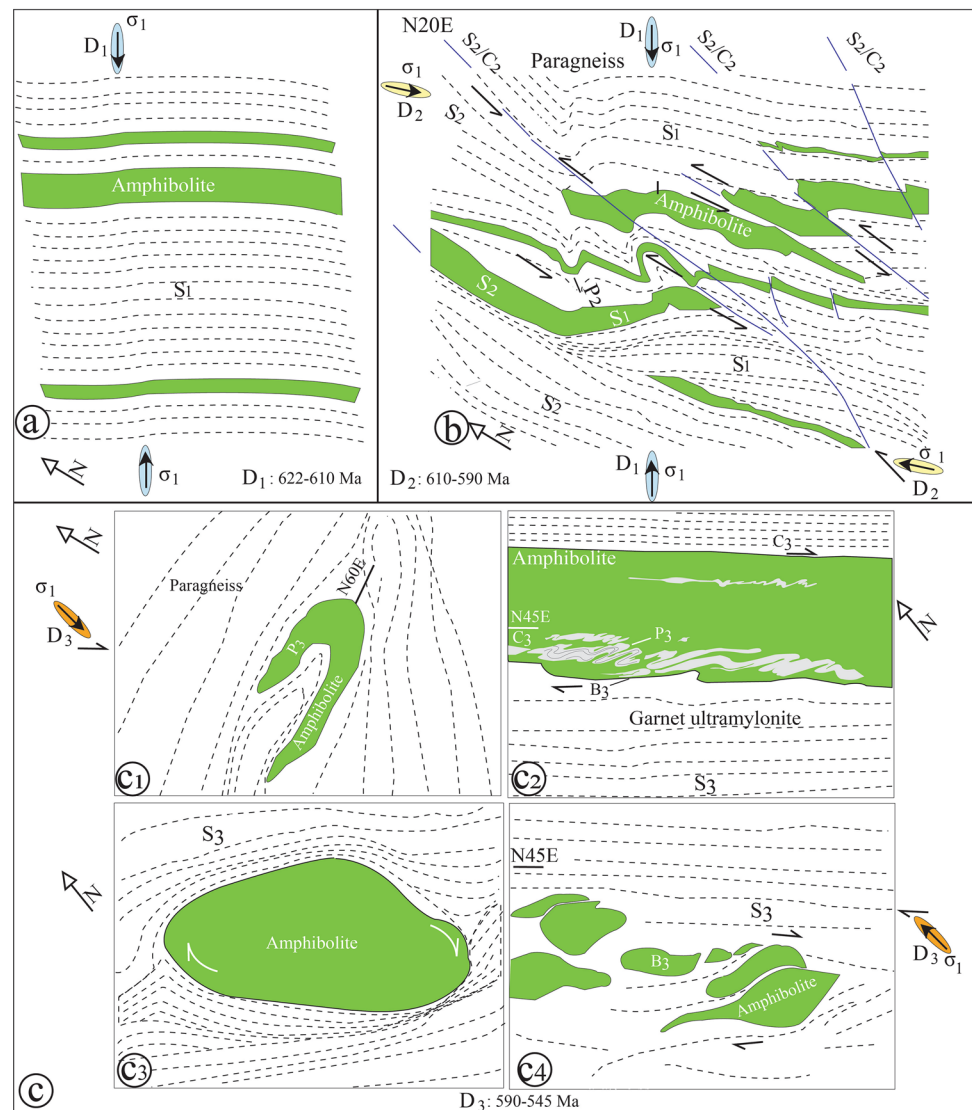 σ1
D1
Amphibolite
S1
a
N
σ1
D1: 622-610 Ma
N20E
S2/C2
D1
σ1
S2/C2
S2/C2
Paragneiss
σ1
D2
S2
S1
Amphibolite
S2
P2
S1
S1
S2
b
N
D1
σ1
σ1
D2
D2: 610-590 Ma
N
σ1
D3
Paragneiss
N60E
P3
Amphibolite
c1
C3
Amphibolite
N45E
C3
P3
B3
Garnet ultramylonite
S3
c2
N
N
S3
Amphibolite
c3
N45E
S3
B3
Amphibolite
c4
D3
σ1
c
D3: 590-545 Ma